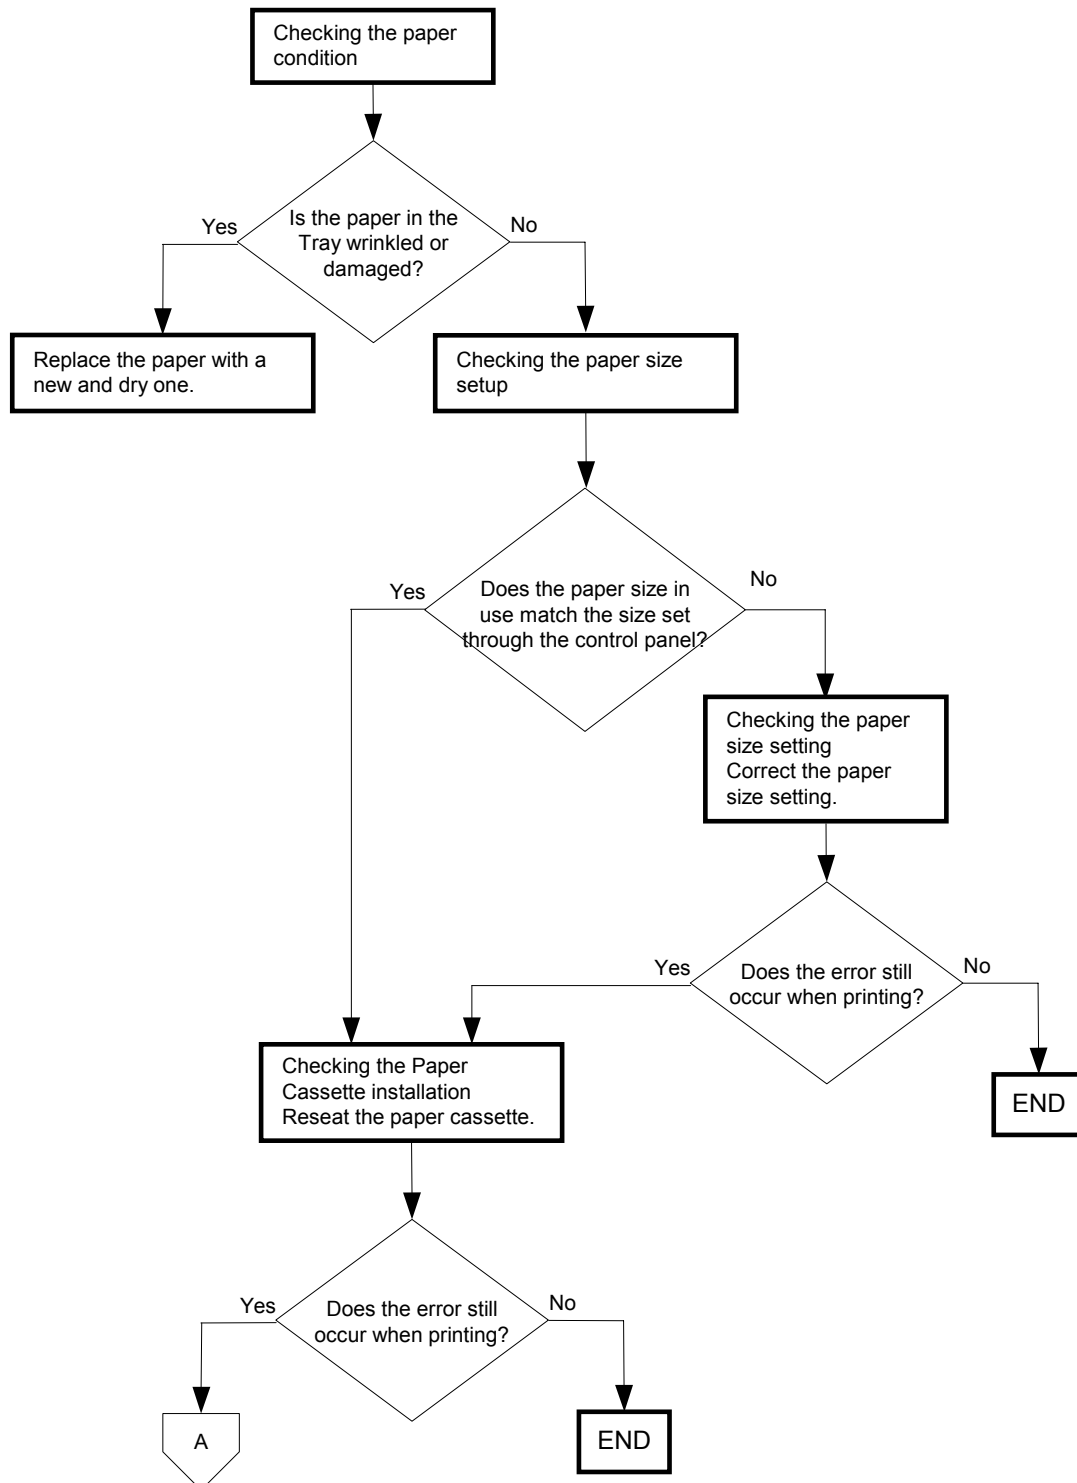 Checking the paper
condition
Yes
Is the paper in the
Tray wrinkled or
damaged?
No
Replace the paper with a
new and dry one.
Checking the paper size
setup
Yes
Does the paper size in
use match the size set
through the control panel?
No
Checking the paper
size setting
Correct the paper
size setting.
Yes
Does the error still
occur when printing?
No
END
Checking the Paper
Cassette installation
Reseat the paper cassette.
Yes
Does the error still
occur when printing?
No
A
END